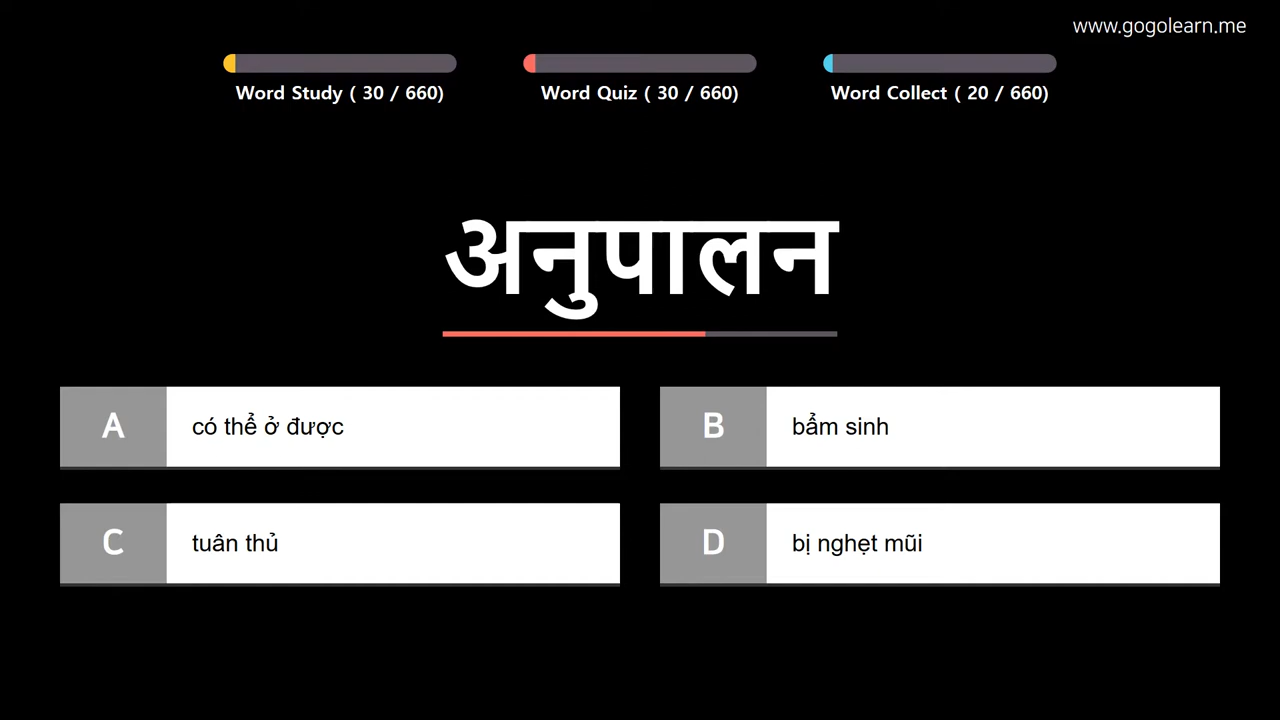 www.gogolearn.me
Word Study ( 30 / 660)
Word Quiz ( 30 / 660)
Word Collect ( 20 / 660)
अनुपालन
A có thể ở được
B bẩm sinh
C tuân thủ
D bị nghẹt mũi